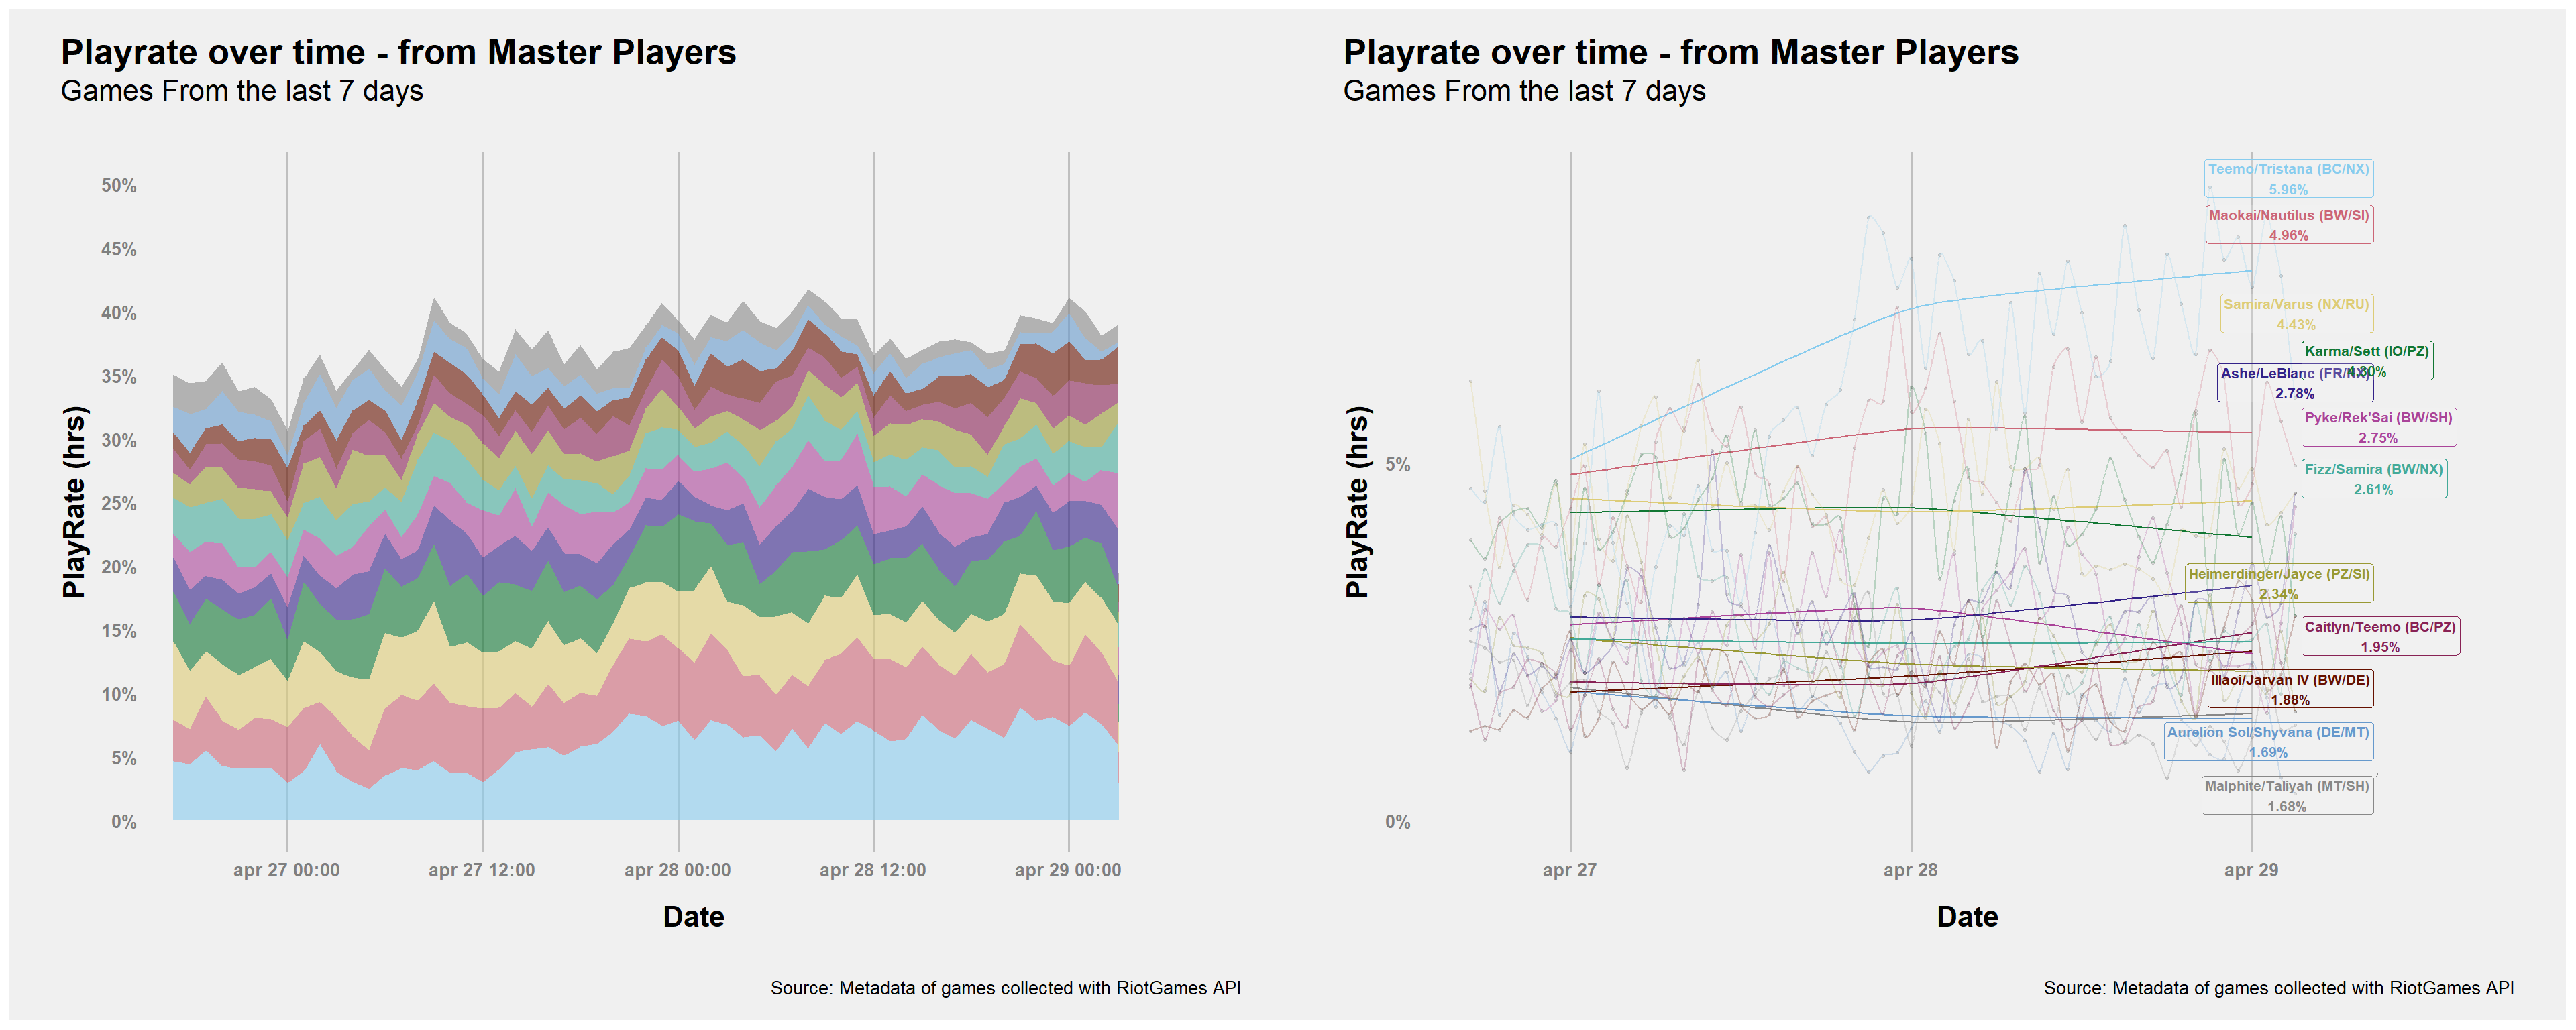 Playrate over time - from Master Players
Games From the last 7 days
PlayRate (hrs)
50%
45%
40%
35%
30%
25%
20%
15%
10%
5%
0%
apr 27 00:00
apr 27 12:00
apr 28 00:00
apr 28 12:00
apr 29 00:00
Date
Source: Metadata of games collected with RiotGames API
Playrate over time - from Master Players
Games From the last 7 days
PlayRate (hrs)
5%
0%
Teemo/Tristana (BC/NX)
5.96%
Maokai/Nautilus (BW/SI)
4.96%
Samira/Varus (NX/RU)
4.43%
Karma/Sett (IO/PZ)
4.30%
Ashe/LeBlanc (FR/NX)
2.78%
Pyke/Rek'Sai (BW/SH)
2.75%
Fizz/Samira (BW/NX)
2.61%
Heimerdinger/Jayce (PZ/SI)
2.34%
Caitlyn/Teemo (BC/PZ)
1.95%
Illaoi/Jarvan IV (BW/DE)
1.88%
Aurelion Sol/Shyvana (DE/MT)
1.69%
Malphite/Taliyah (MT/SH)
1.68%
apr 27
apr 28
apr 29
Date
Source: Metadata of games collected with RiotGames API